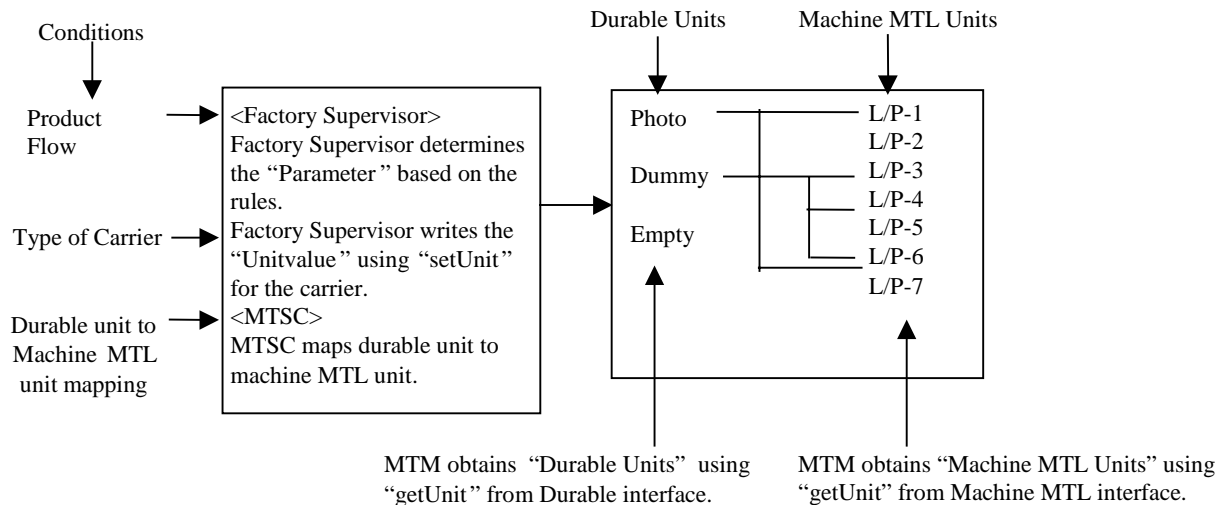 Conditions
Durable Units
Machine MTL Units
Product
Flow
Type of Carrier
Durable unit to
Machine MTL
unit mapping
<Factory Supervisor>
Factory Supervisor determines
the “Parameter” based on the
rules.
Factory Supervisor writes the
“Unitvalue” using “setUnit”
for the carrier.
<MTSC>
MTSC maps durable unit to
machine MTL unit.
Photo
Dummy
Empty
L/P-1
L/P-2
L/P-3
L/P-4
L/P-5
L/P-6
L/P-7
MTM obtains “Durable Units” using
“getUnit” from Durable interface.
MTM obtains “Machine MTL Units” using
“getUnit” from Machine MTL interface.